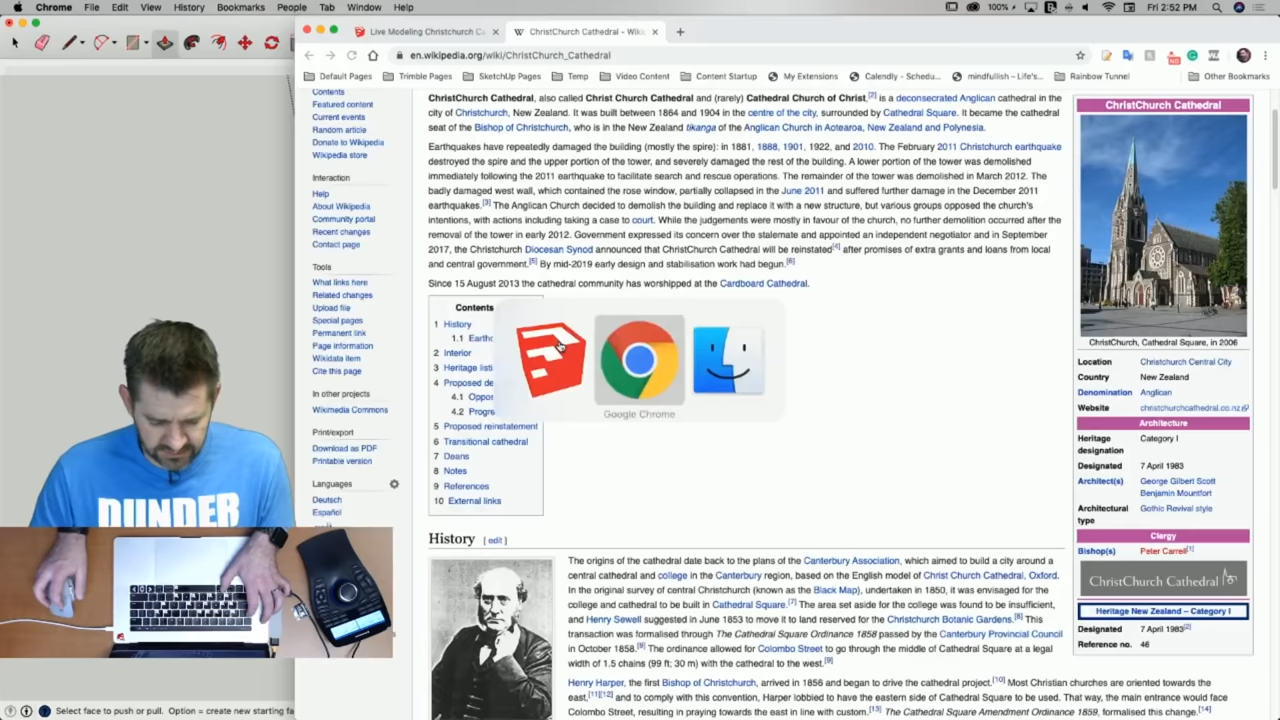 Chrome File Edit View History Bookmarks People Tab Window Help 100% Fri 2:52 PM
Live Modeling Christchurch Ca ChristChurch Cathedral - Wiki
en.wikipedia.org/wiki/ChristChurch_Cathedral
Default Pages Trimble Pages SketchUp Pages Temp Video Content Content Startup My Extensions Calendly - Schedu... mindfullish – Life's... Rainbow Tunnel Other Bookmarks
Contents
Featured content
Current events
Random article
Donate to Wikipedia
Wikipedia store
Interaction
Help
About Wikipedia
Community portal
Recent changes
Contact page
Tools
What links here
Related changes
Upload file
Special pages
Permanent link
Page information
Wikidata item
Cite this page
In other projects
Wikimedia Commons
Print/export
Download as PDF
Printable version
Languages
Deutsch
Español
ChristChurch Cathedral, also called Christ Church Cathedral and (rarely) Cathedral Church of Christ,[2] is a deconsecrated Anglican cathedral in the
city of Christchurch, New Zealand. It was built between 1864 and 1904 in the centre of the city, surrounded by Cathedral Square. It became the cathedral
seat of the Bishop of Christchurch, who is in the New Zealand tikanga of the Anglican Church in Aotearoa, New Zealand and Polynesia.
Earthquakes have repeatedly damaged the building (mostly the spire): in 1881, 1888, 1901, 1922, and 2010. The February 2011 Christchurch earthquake
destroyed the spire and the upper portion of the tower, and severely damaged the rest of the building. A lower portion of the tower was demolished
immediately following the 2011 earthquake to facilitate search and rescue operations. The remainder of the tower was demolished in March 2012. The
badly damaged west wall, which contained the rose window, partially collapsed in the June 2011 and suffered further damage in the December 2011
earthquakes.[3] The Anglican Church decided to demolish the building and replace it with a new structure, but various groups opposed the church's
intentions, with actions including taking a case to court. While the judgements were mostly in favour of the church, no further demolition occurred after the
removal of the tower in early 2012. Government expressed its concern over the stalemate and appointed an independent negotiator and in September
2017, the Christchurch Diocesan Synod announced that ChristChurch Cathedral will be reinstated[4] after promises of extra grants and loans from local
and central government.[5] By mid-2019 early design and stabilisation work had begun.[6]
Since 15 August 2013 the cathedral community has worshipped at the Cardboard Cathedral.
Contents
1 History
1.1 Earthc
2 Interior
3 Heritage listi
4 Proposed de
4.1 Oppor
4.2 Progre
5 Proposed reinstatement
6 Transitional cathedral
7 Deans
8 Notes
9 References
10 External links
Google Chrome
ChristChurch Cathedral
ChristChurch, Cathedral Square, in 2006
Location Christchurch Central City
Country New Zealand
Denomination Anglican
Website christchurchcathedral.co.nz
Architecture
Heritage designation Category I
Designated 7 April 1983
Architect(s) George Gilbert Scott
Benjamin Mountfort
Architectural type Gothic Revival style
Clergy
Bishop(s) Peter Carrell[1]
ChristChurch Cathedral
Heritage New Zealand – Category I
Designated 7 April 1983[2]
Reference no. 46
History [ edit ]
The origins of the cathedral date back to the plans of the Canterbury Association, which aimed to build a city around a
central cathedral and college in the Canterbury region, based on the English model of Christ Church Cathedral, Oxford.
In the original survey of central Christchurch (known as the Black Map), undertaken in 1850, it was envisaged for the
college and cathedral to be built in Cathedral Square.[7] The area set aside for the college was found to be insufficient,
and Henry Sewell suggested in June 1853 to move it to land reserved for the Christchurch Botanic Gardens.[8] This
transaction was formalised through The Cathedral Square Ordinance 1858 passed by the Canterbury Provincial Council
in October 1858.[9] The ordinance allowed for Colombo Street to go through the middle of Cathedral Square at a legal
width of 1.5 chains (99 ft; 30 m) with the cathedral to the west.[9]
Henry Harper, the first Bishop of Christchurch, arrived in 1856 and began to drive the cathedral project.[10] Most Christian churches are oriented towards the
east,[11][12] and to comply with this convention, Harper lobbied to have the eastern side of Cathedral Square to be used. That way, the main entrance would face
Colombo Street, resulting in praying towards the east in line with custom.[13] The Cathedral Square Amendment Ordinance 1859, formalised this change.[14]
DUNDER
Select face to push or pull. Option = create new starting fa